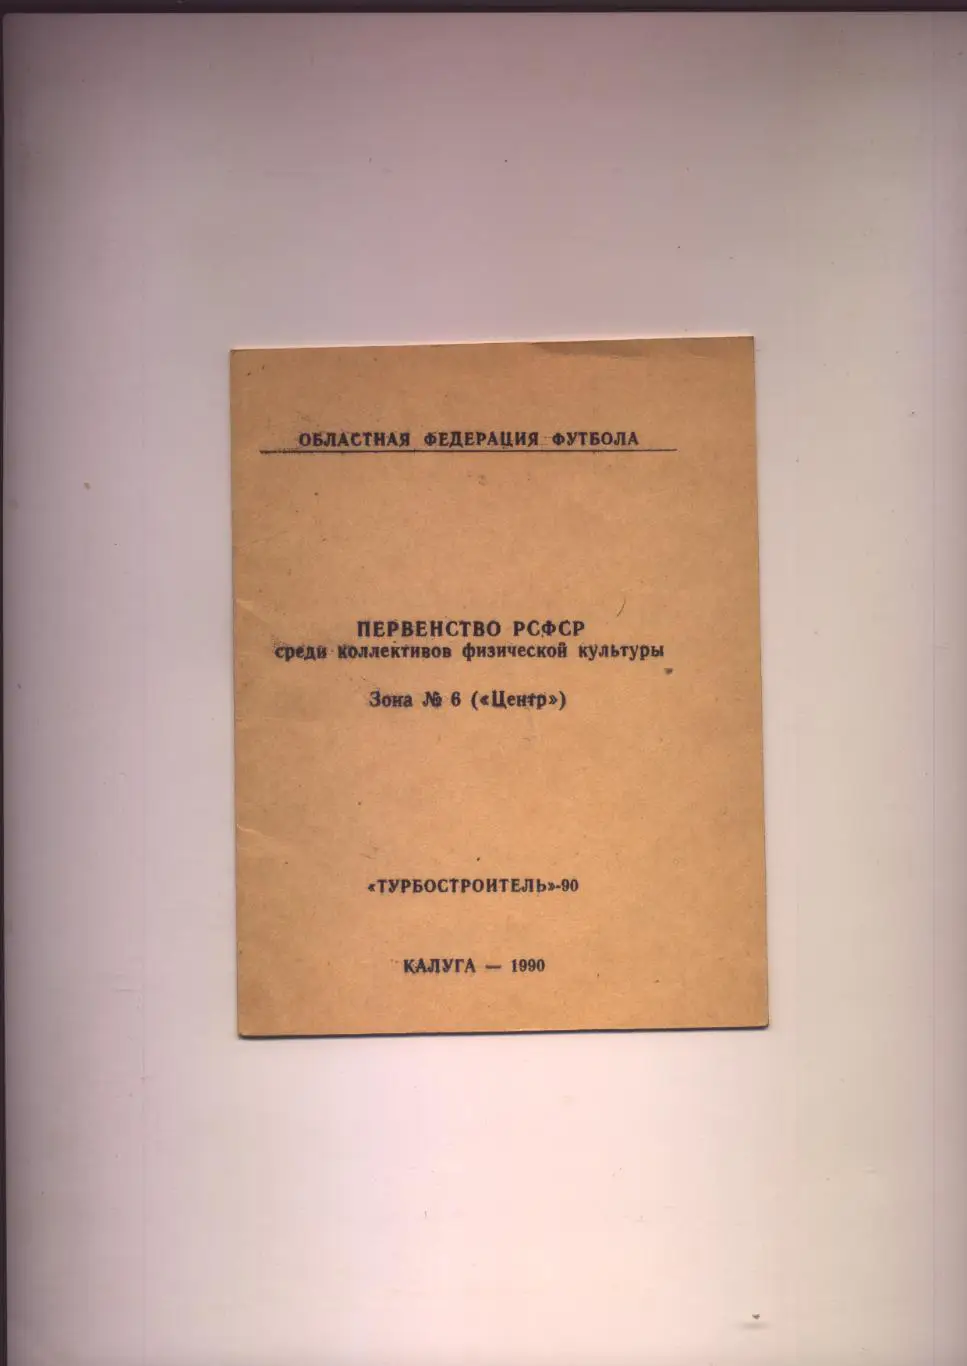 ОБЛАСТНАЯ ФЕДЕРАЦИЯ ФУТБОЛА
ПЕРВЕНСТВО РСФСР
среди коллективов физической культуры
Зона № 6 («Центр»)
«ТУРБОСТРОИТЕЛЬ»-90
КАЛУГА — 1990